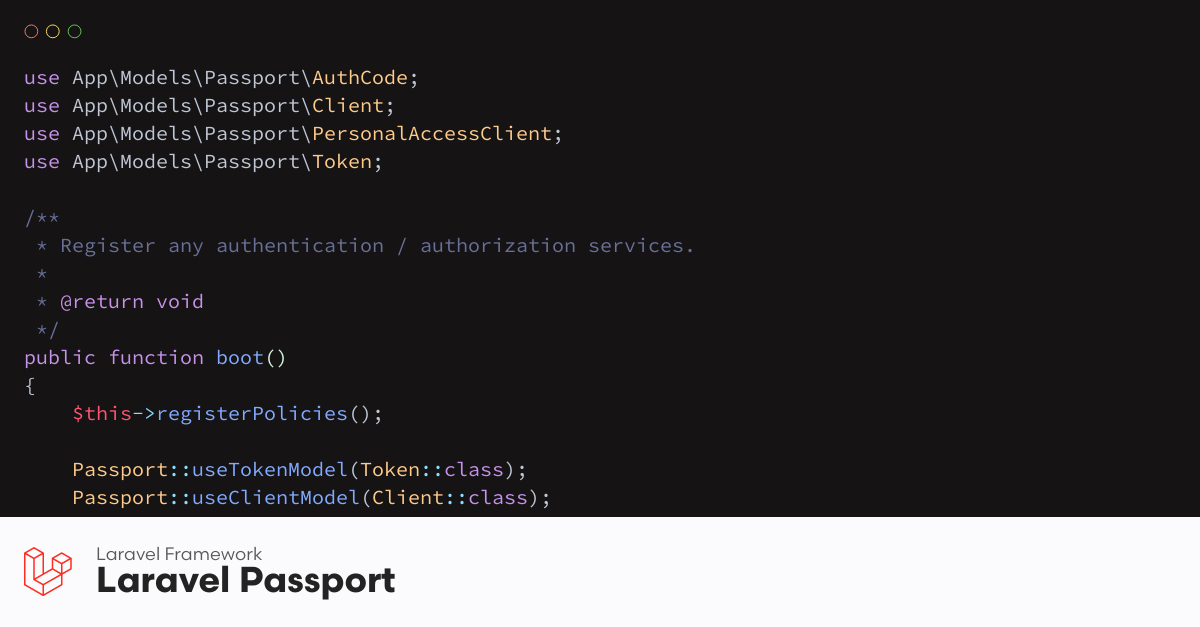 use App\Models\Passport\AuthCode;
use App\Models\Passport\Client;
use App\Models\Passport\PersonalAccessClient;
use App\Models\Passport\Token;

/**
 * Register any authentication / authorization services.
 *
 * @return void
 */
public function boot()
{
    $this->registerPolicies();

    Passport::useTokenModel(Token::class);
    Passport::useClientModel(Client::class);
Laravel Framework
Laravel Passport